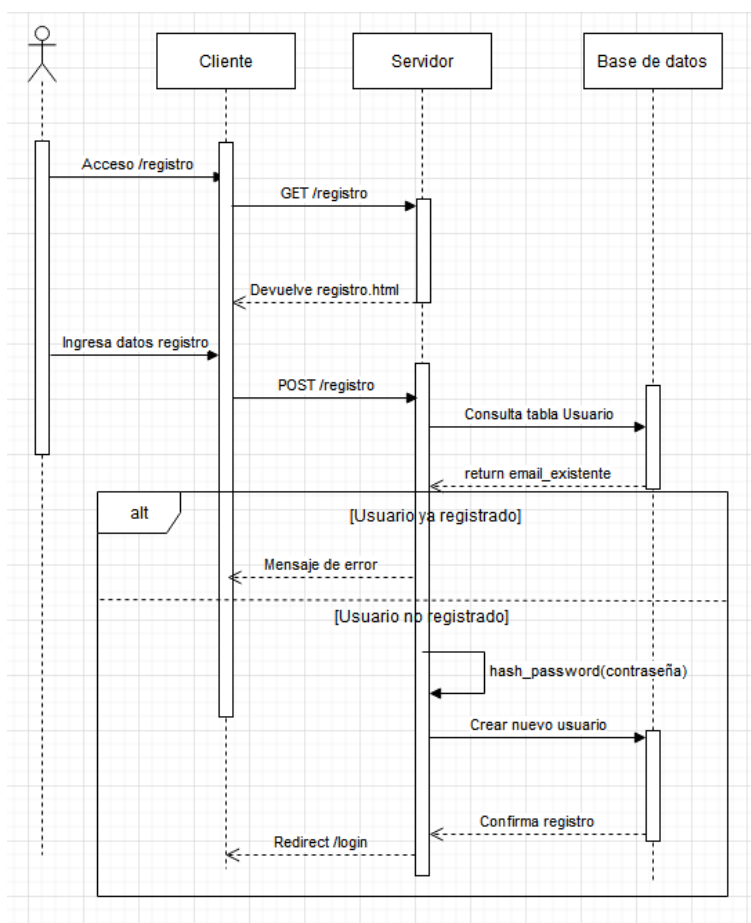 Cliente
Servidor
Base de datos
Acceso /registro
GET /registro
Devuelve registro.html
Ingresa datos registro
POST /registro
Consulta tabla Usuario
return email_existente
alt
[Usuario ya registrado]
Mensaje de error
[Usuario no registrado]
hash_password(contraseña)
Crear nuevo usuario
Confirma registro
Redirect /login